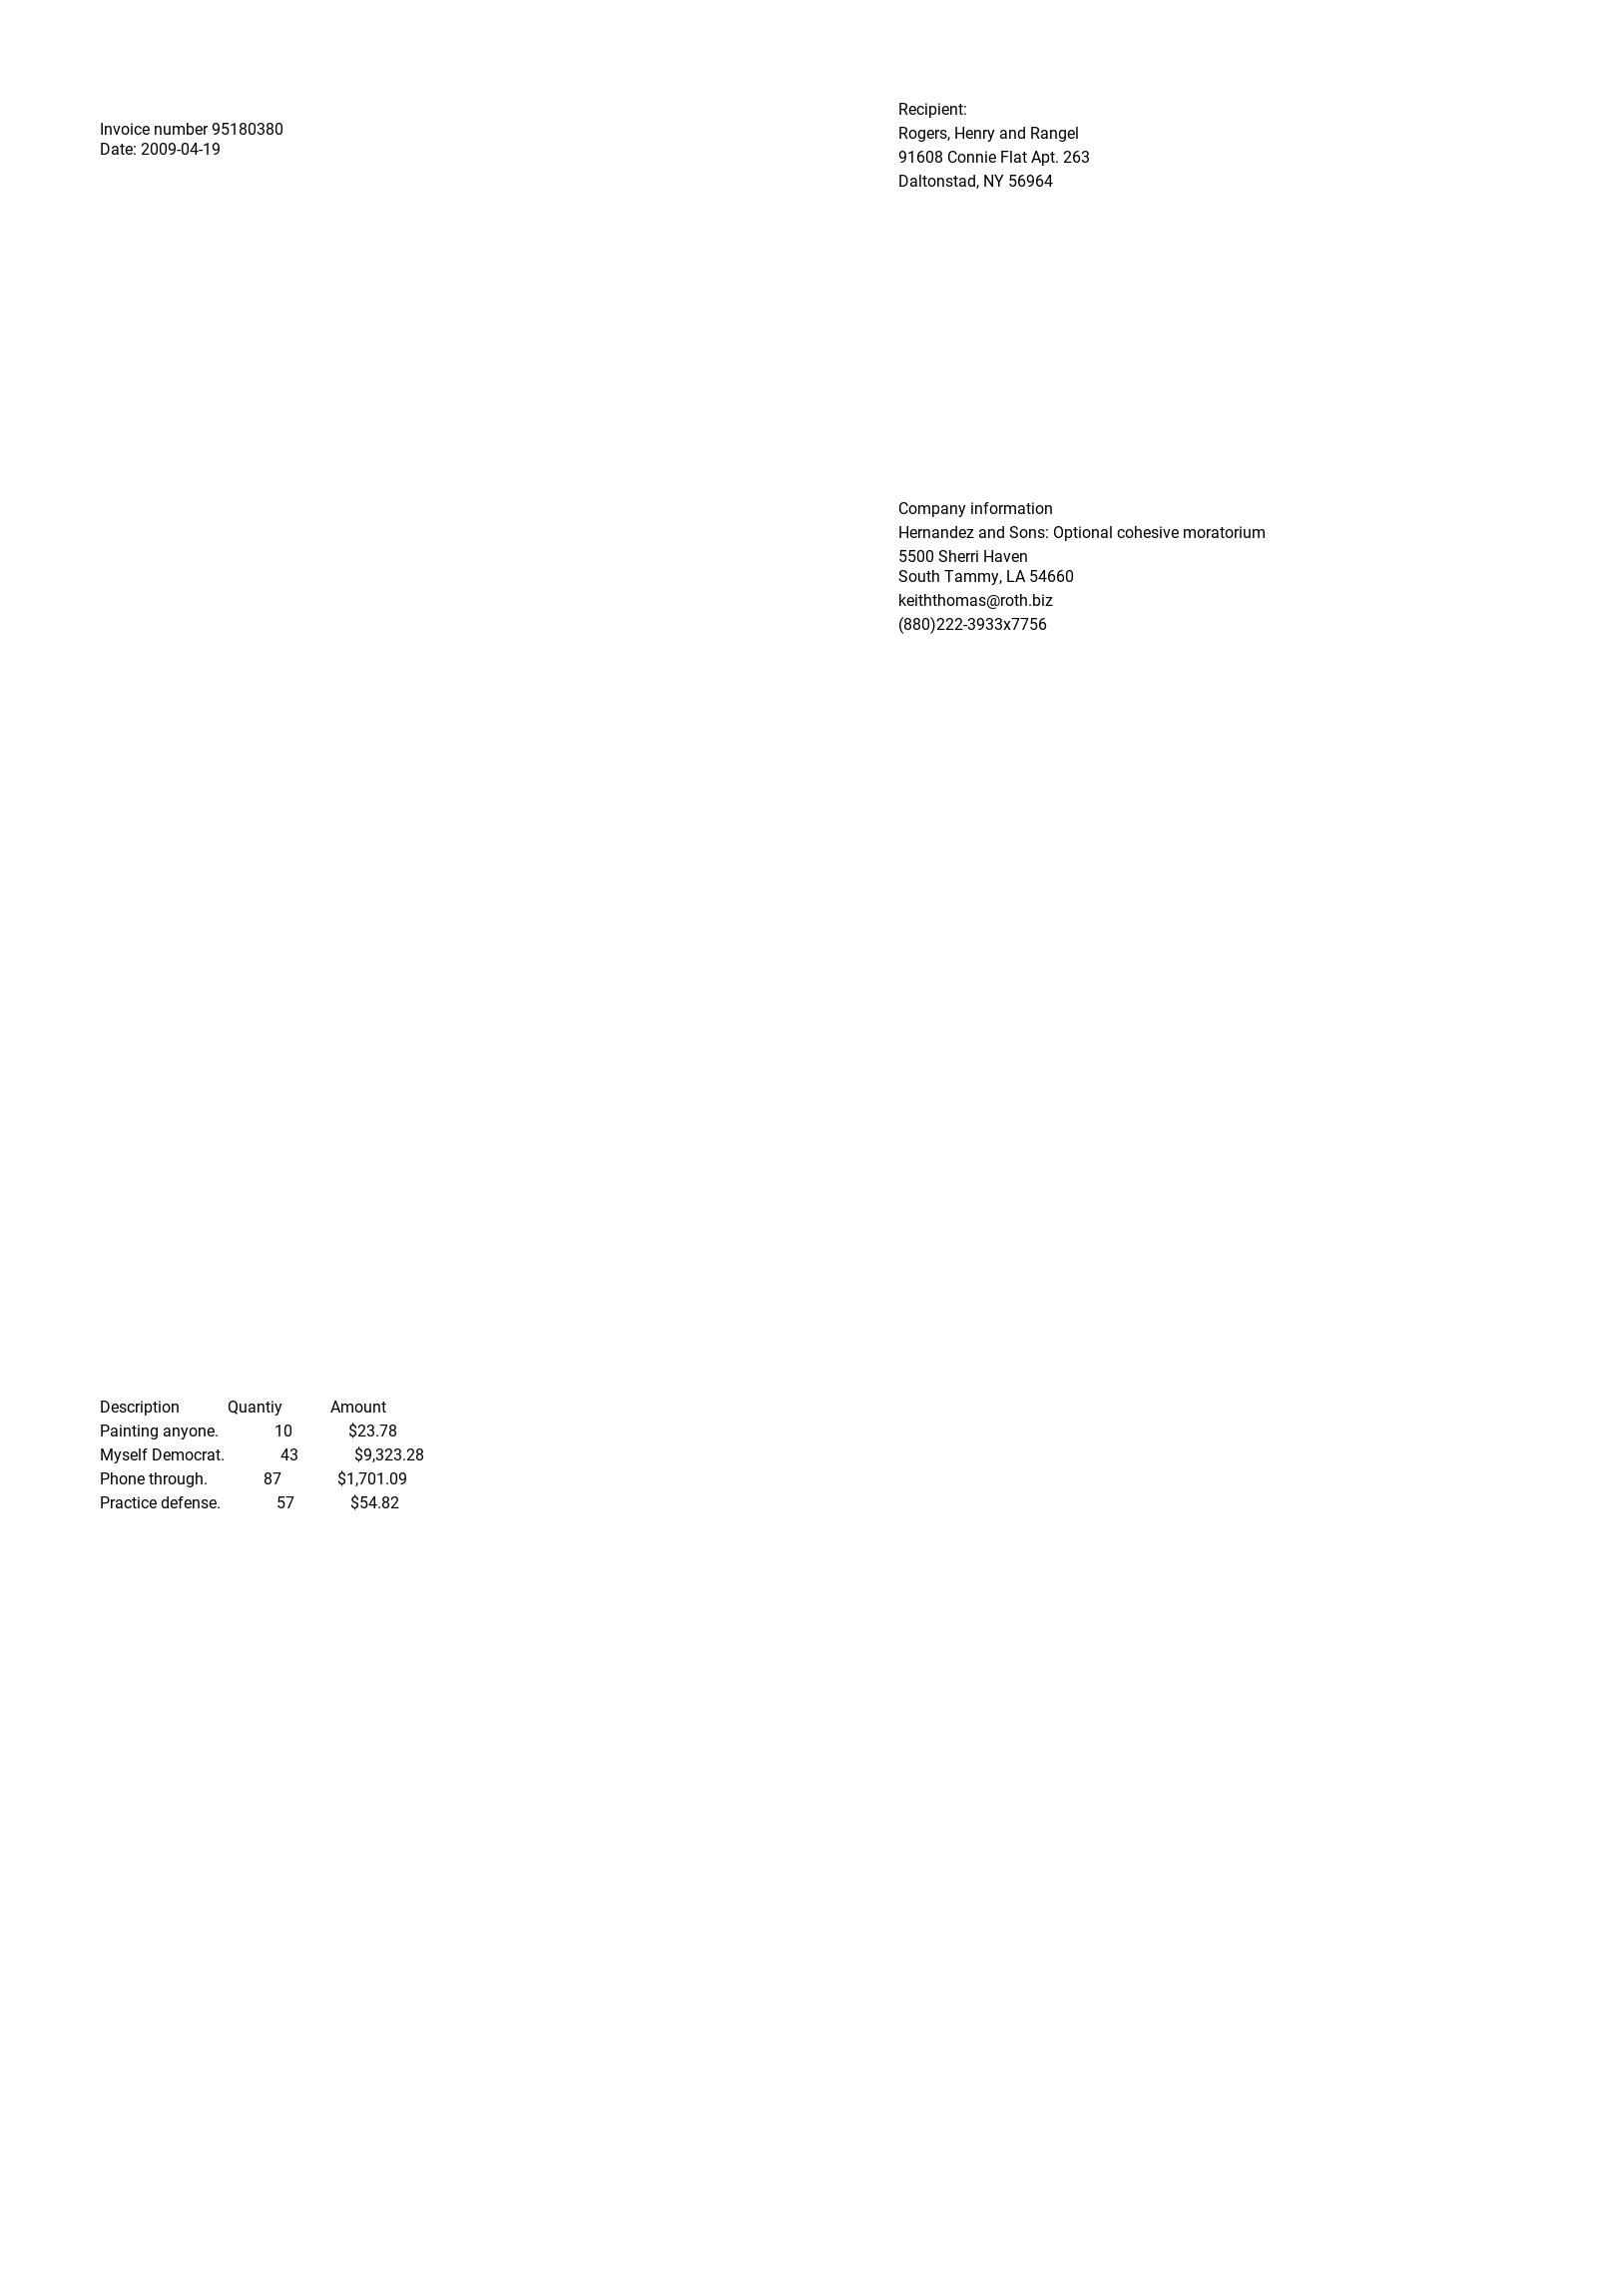 Invoice number 95180380
Date: 2009-04-19
Recipient:
Rogers, Henry and Rangel
91608 Connie Flat Apt. 263
Daltonstad, NY 56964
Company information
Hernandez and Sons: Optional cohesive moratorium
5500 Sherri Haven
South Tammy, LA 54660
keiththomas@roth.biz
(880)222-3933x7756
Description Quantiy Amount
Painting anyone. 10 $23.78
Myself Democrat. 43 $9,323.28
Phone through. 87 $1,701.09
Practice defense. 57 $54.82